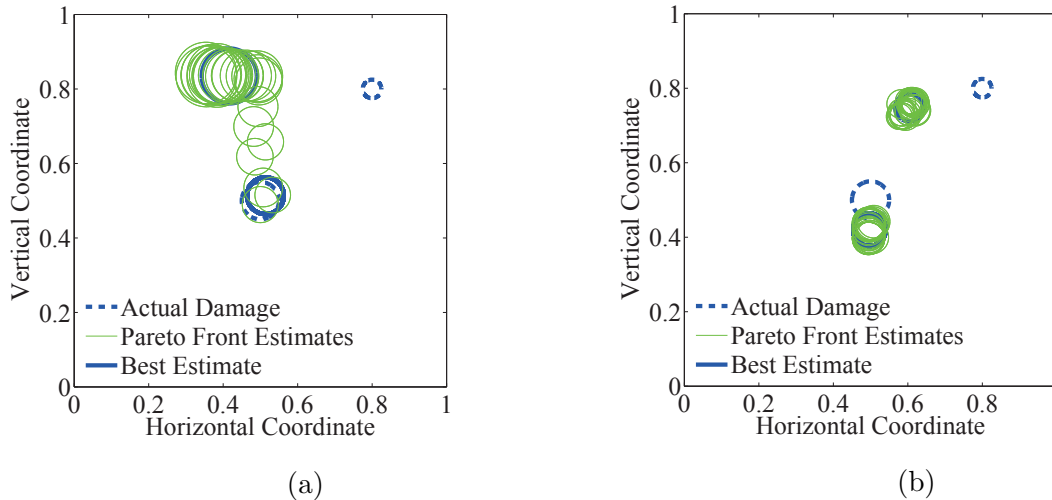 1
0.8
0.6
0.4
0.2
0
0
0.2
0.4
0.6
0.8
1
Vertical Coordinate
Horizontal Coordinate
Actual Damage
Pareto Front Estimates
Best Estimate
(a)
1
0.8
0.6
0.4
0.2
0
0
0.2
0.4
0.6
0.8
Vertical Coordinate
Horizontal Coordinate
Actual Damage
Pareto Front Estimates
Best Estimate
(b)